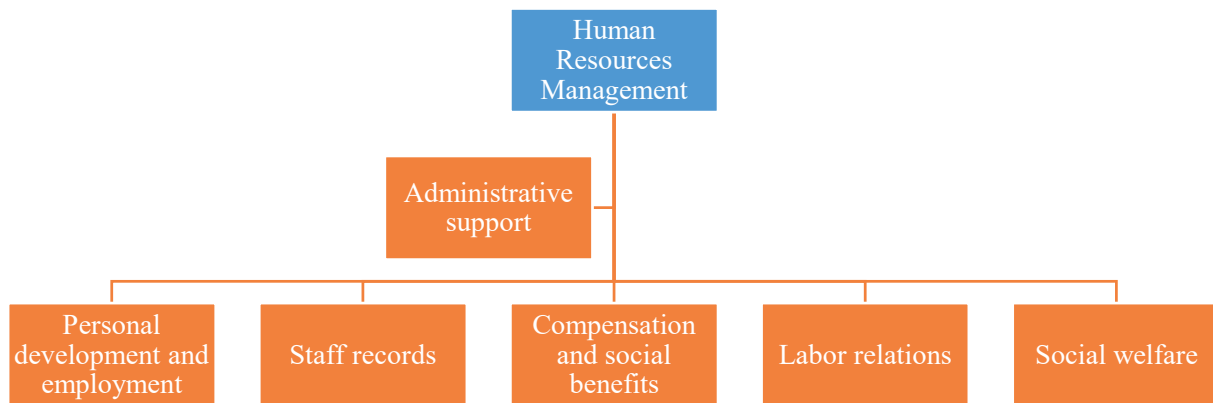 Human
Resources
Management
Administrative
support
Personal
development and
employment
Staff records
Compensation
and social
benefits
Labor relations
Social welfare